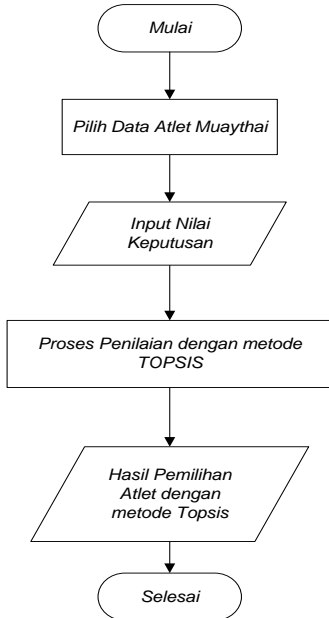 Mulai
Pilih Data Atlet Muaythai
Input Nilai
Keputusan
Proses Penilaian dengan metode
TOPSIS
Hasil Pemilihan
Atlet dengan
metode Topsis
Selesai